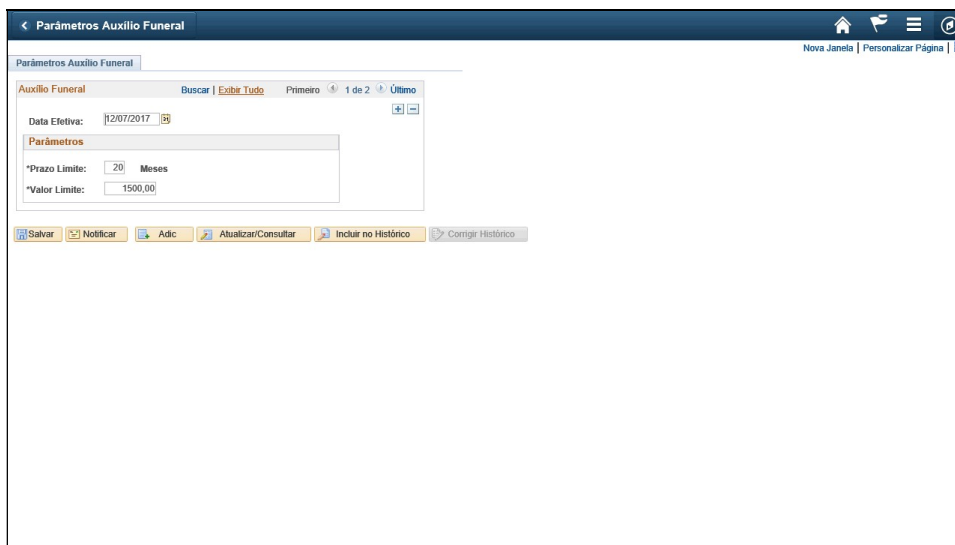 Parâmetros Auxílio Funeral
Nova Janela | Personalizar Página |
Parâmetros Auxílio Funeral
Auxílio Funeral Buscar | Exibir Tudo Primeiro 1 de 2 Último
Data Efetiva: 12/07/2017
Parâmetros
*Prazo Limite: 20 Meses
*Valor Limite: 1500,00
Salvar Notificar Adic Atualizar/Consultar Incluir no Histórico Corrigir Histórico